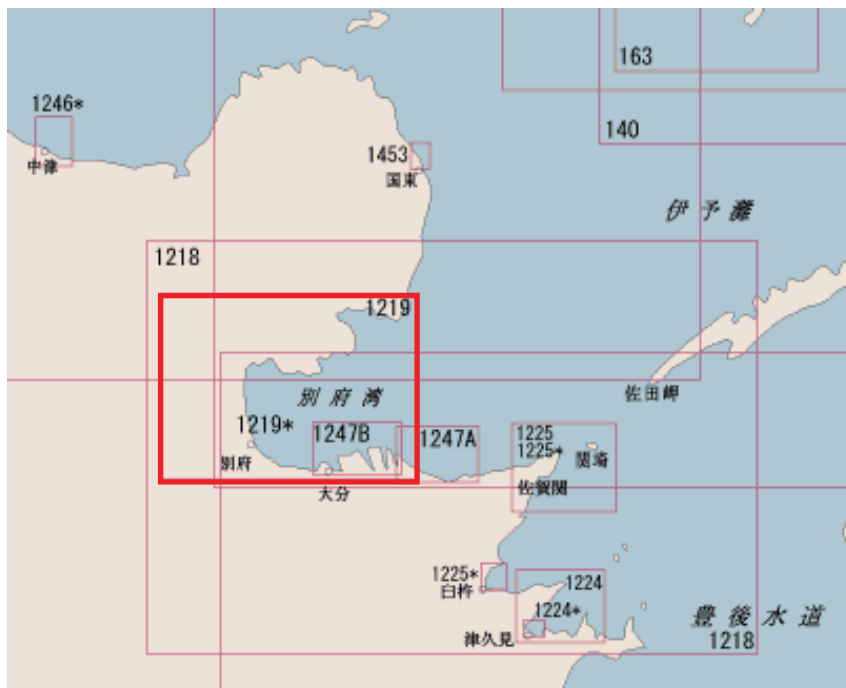 163
1246*
140
中津
1453
国東
伊予灘
1218
1219
佐田岬
別府湾
1219*
1247B
1247A
1225
1225*
関埼
別府
大分
佐賀関
1225*
臼杵
1224
1224*
豊後水道
津久見
1218